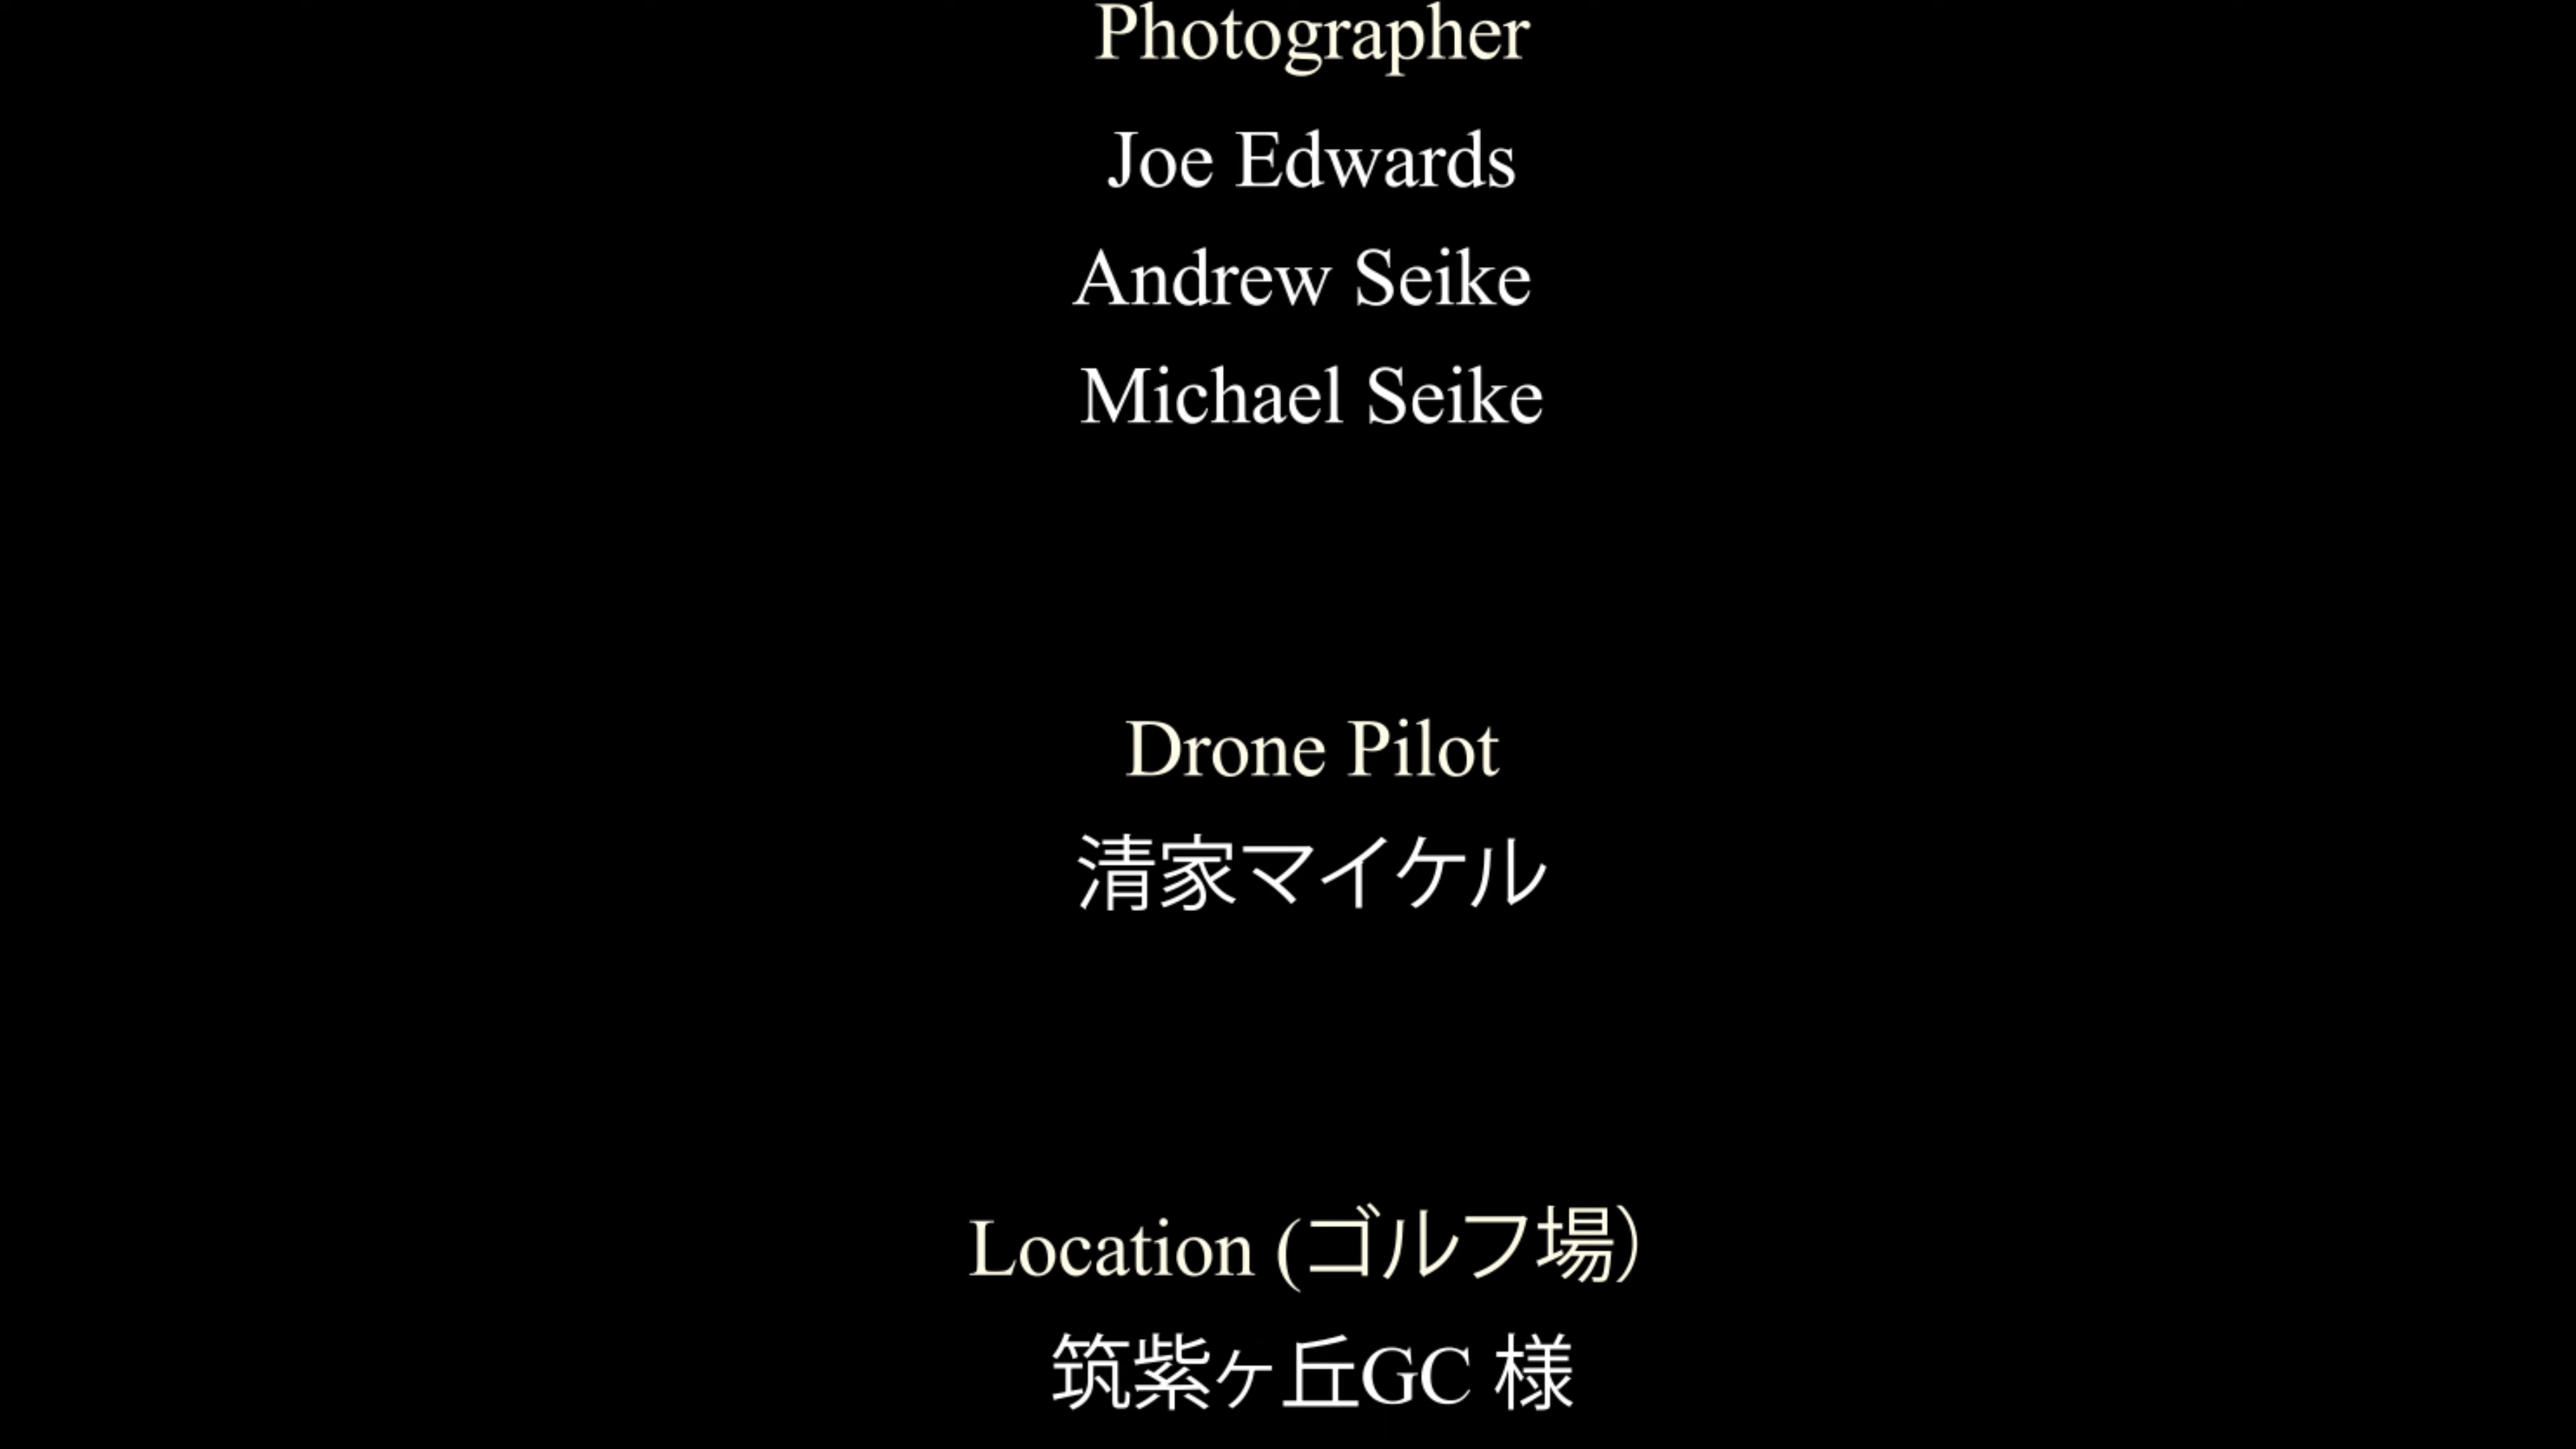 Photographer
Joe Edwards
Andrew Seike
Michael Seike
Drone Pilot
清家マイケル
Location (ゴルフ場）
筑紫ヶ丘GC 様